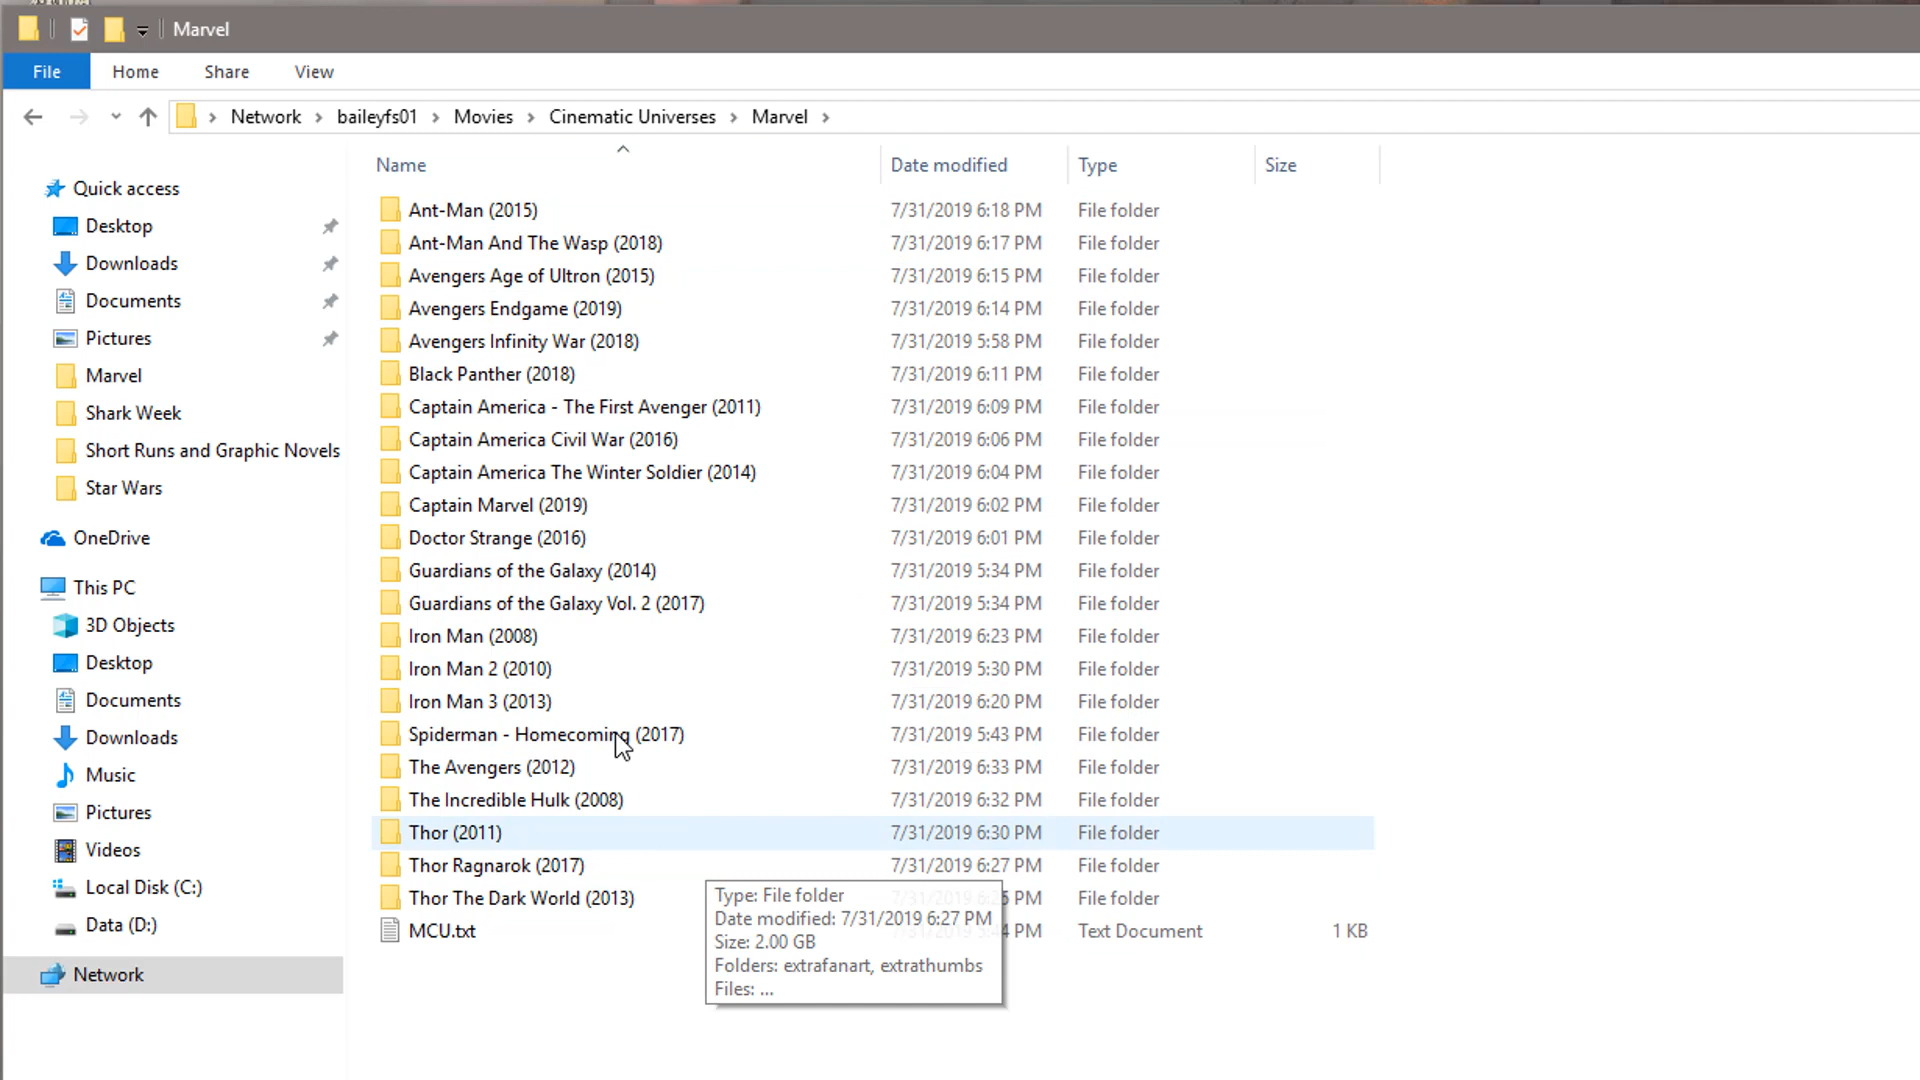 Marvel
File Home Share View
Network baileyfs01 Movies Cinematic Universes Marvel
Name Date modified Type Size
Quick access
Desktop
Downloads
Documents
Pictures
Marvel
Shark Week
Short Runs and Graphic Novels
Star Wars
OneDrive
This PC
3D Objects
Desktop
Documents
Downloads
Music
Pictures
Videos
Local Disk (C:)
Data (D:)
Network
Ant-Man (2015) 7/31/2019 6:18 PM File folder
Ant-Man And The Wasp (2018) 7/31/2019 6:17 PM File folder
Avengers Age of Ultron (2015) 7/31/2019 6:15 PM File folder
Avengers Endgame (2019) 7/31/2019 6:14 PM File folder
Avengers Infinity War (2018) 7/31/2019 5:58 PM File folder
Black Panther (2018) 7/31/2019 6:11 PM File folder
Captain America - The First Avenger (2011) 7/31/2019 6:09 PM File folder
Captain America Civil War (2016) 7/31/2019 6:06 PM File folder
Captain America The Winter Soldier (2014) 7/31/2019 6:04 PM File folder
Captain Marvel (2019) 7/31/2019 6:02 PM File folder
Doctor Strange (2016) 7/31/2019 6:01 PM File folder
Guardians of the Galaxy (2014) 7/31/2019 5:34 PM File folder
Guardians of the Galaxy Vol. 2 (2017) 7/31/2019 5:34 PM File folder
Iron Man (2008) 7/31/2019 6:23 PM File folder
Iron Man 2 (2010) 7/31/2019 5:30 PM File folder
Iron Man 3 (2013) 7/31/2019 6:20 PM File folder
Spiderman - Homecoming (2017) 7/31/2019 5:43 PM File folder
The Avengers (2012) 7/31/2019 6:33 PM File folder
The Incredible Hulk (2008) 7/31/2019 6:32 PM File folder
Thor (2011) 7/31/2019 6:30 PM File folder
Thor Ragnarok (2017) 7/31/2019 6:27 PM File folder
Thor The Dark World (2013) PM File folder
MCU.txt PM Text Document 1 KB
Type: File folder
Date modified: 7/31/2019 6:27 PM
Size: 2.00 GB
Folders: extrafanart, extrathumbs
Files: ...